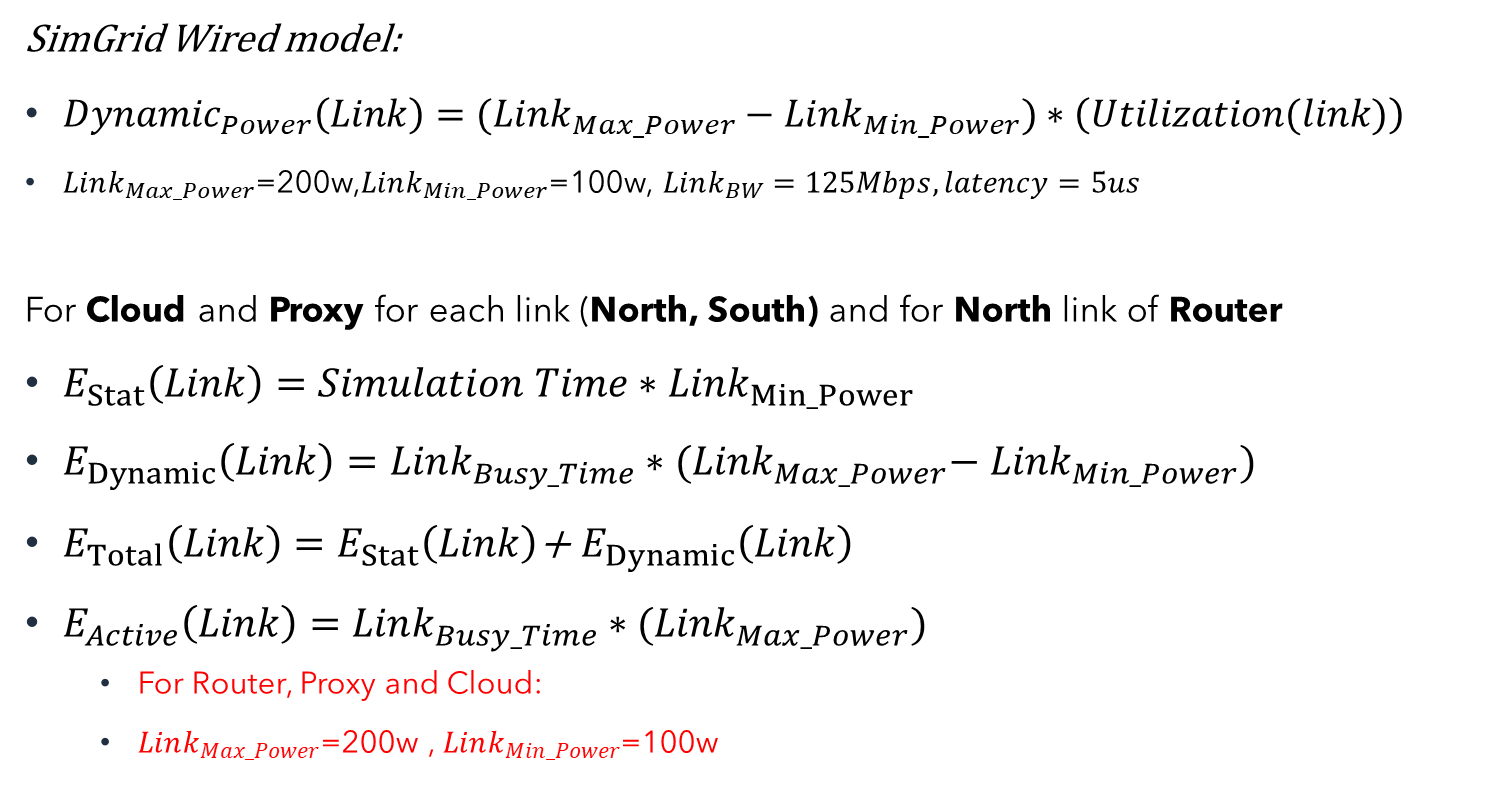 SimGrid Wired model:
• Dynamic_Power(Link) = (Link_Max_Power − Link_Min_Power) ∗ (Utilization(link))
• Link_Max_Power=200w,Link_Min_Power=100w, Link_BW = 125Mbps, latency = 5us
For Cloud and Proxy for each link (North, South) and for North link of Router
• E_Stat(Link) = Simulation Time ∗ Link_Min_Power
• E_Dynamic(Link) = Link_Busy_Time ∗ (Link_Max_Power − Link_Min_Power)
• E_Total(Link) = E_Stat(Link) + E_Dynamic(Link)
• E_Active(Link) = Link_Busy_Time ∗ (Link_Max_Power)
• For Router, Proxy and Cloud:
• Link_Max_Power=200w , Link_Min_Power=100w